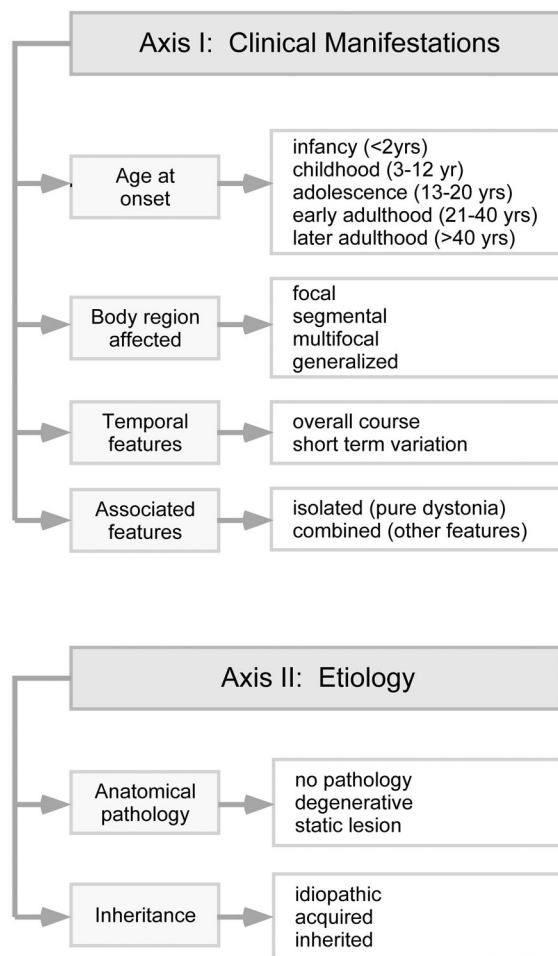 Axis I: Clinical Manifestations
Age at
onset
infancy (<2yrs)
childhood (3-12 yr)
adolescence (13-20 yrs)
early adulthood (21-40 yrs)
later adulthood (>40 yrs)
Body region
affected
focal
segmental
multifocal
generalized
Temporal
features
overall course
short term variation
Associated
features
isolated (pure dystonia)
combined (other features)
Axis II: Etiology
Anatomical
pathology
no pathology
degenerative
static lesion
Inheritance
idiopathic
acquired
inherited